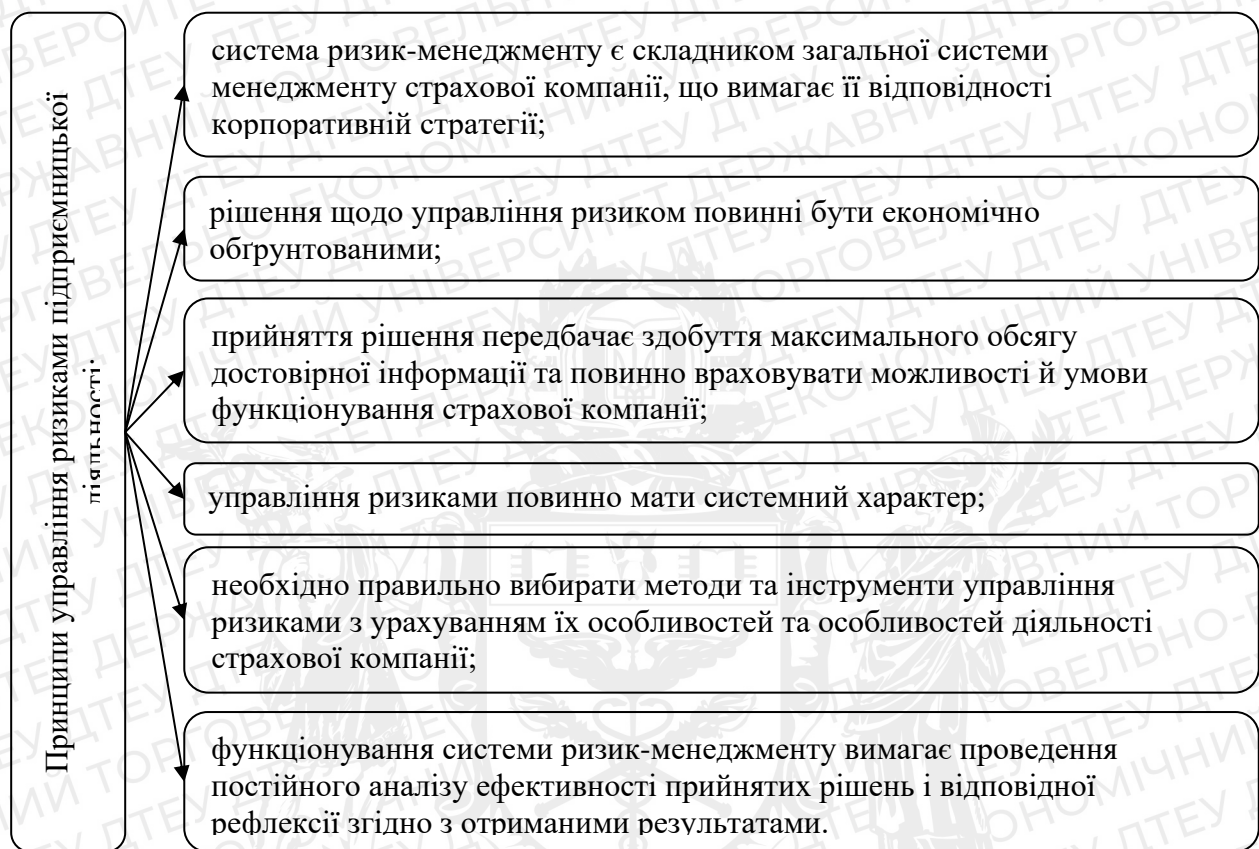 Принципи управління ризиками підприємницької
діяльності:
система ризик-менеджменту є складником загальної системи
менеджменту страхової компанії, що вимагає її відповідності
корпоративній стратегії;
рішення щодо управління ризиком повинні бути економічно
обґрунтованими;
прийняття рішення передбачає здобуття максимального обсягу
достовірної інформації та повинно враховувати можливості й умови
функціонування страхової компанії;
управління ризиками повинно мати системний характер;
необхідно правильно вибирати методи та інструменти управління
ризиками з урахуванням їх особливостей та особливостей діяльності
страхової компанії;
функціонування системи ризик-менеджменту вимагає проведення
постійного аналізу ефективності прийнятих рішень і відповідної
рефлексії згідно з отриманими результатами.